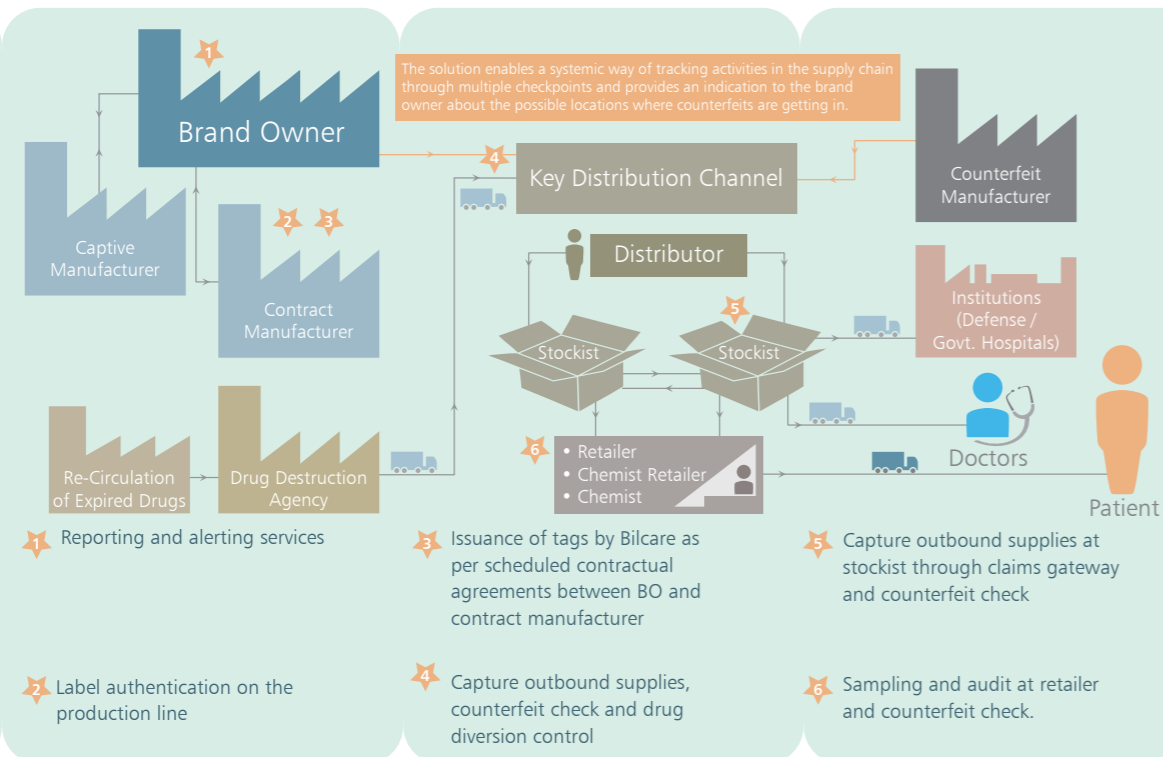 1
The solution enables a systemic way of tracking activities in the supply chain
through multiple checkpoints and provides an indication to the brand
owner about the possible locations where counterfeits are getting in.
Brand Owner
4
Key Distribution Channel
Counterfeit
Manufacturer
Captive
Manufacturer
2
3
Contract
Manufacturer
Distributor
5
Stockist
Stockist
Institutions
(Defense /
Govt. Hospitals)
6
• Retailer
• Chemist Retailer
• Chemist
Doctors
Patient
Re-Circulation
of Expired Drugs
Drug Destruction
Agency
1 Reporting and alerting services
2 Label authentication on the
production line
3 Issuance of tags by Bilcare as
per scheduled contractual
agreements between BO and
contract manufacturer
4 Capture outbound supplies,
counterfeit check and drug
diversion control
5 Capture outbound supplies at
stockist through claims gateway
and counterfeit check
6 Sampling and audit at retailer
and counterfeit check.